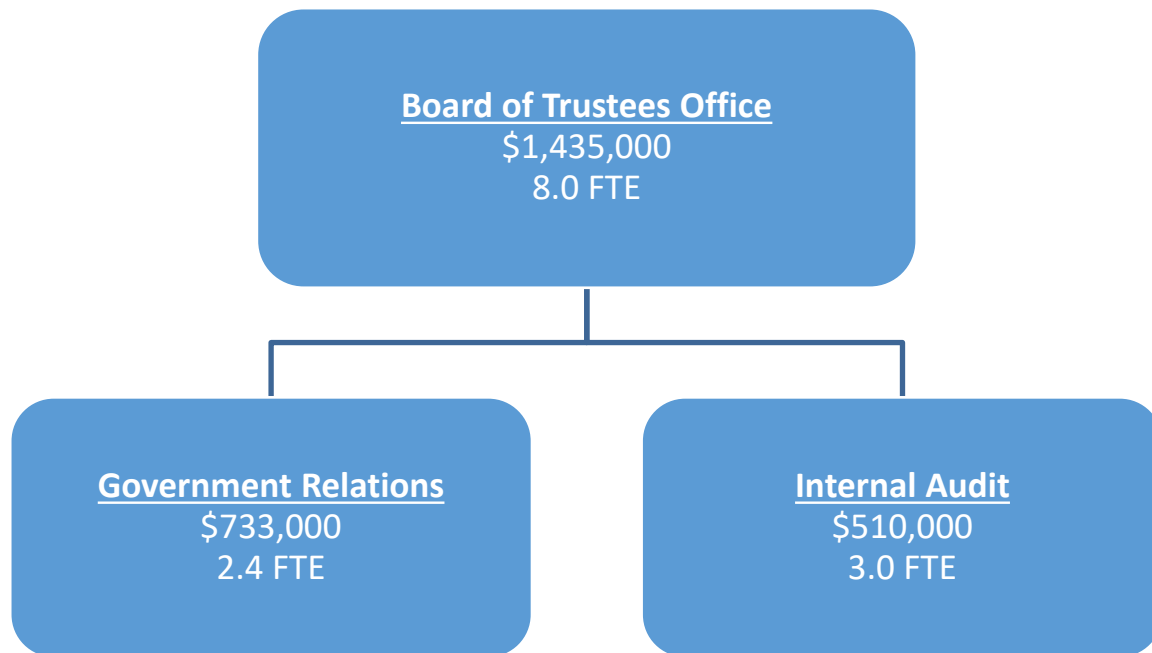 Board of Trustees Office
$1,435,000
8.0 FTE
Government Relations
$733,000
2.4 FTE
Internal Audit
$510,000
3.0 FTE